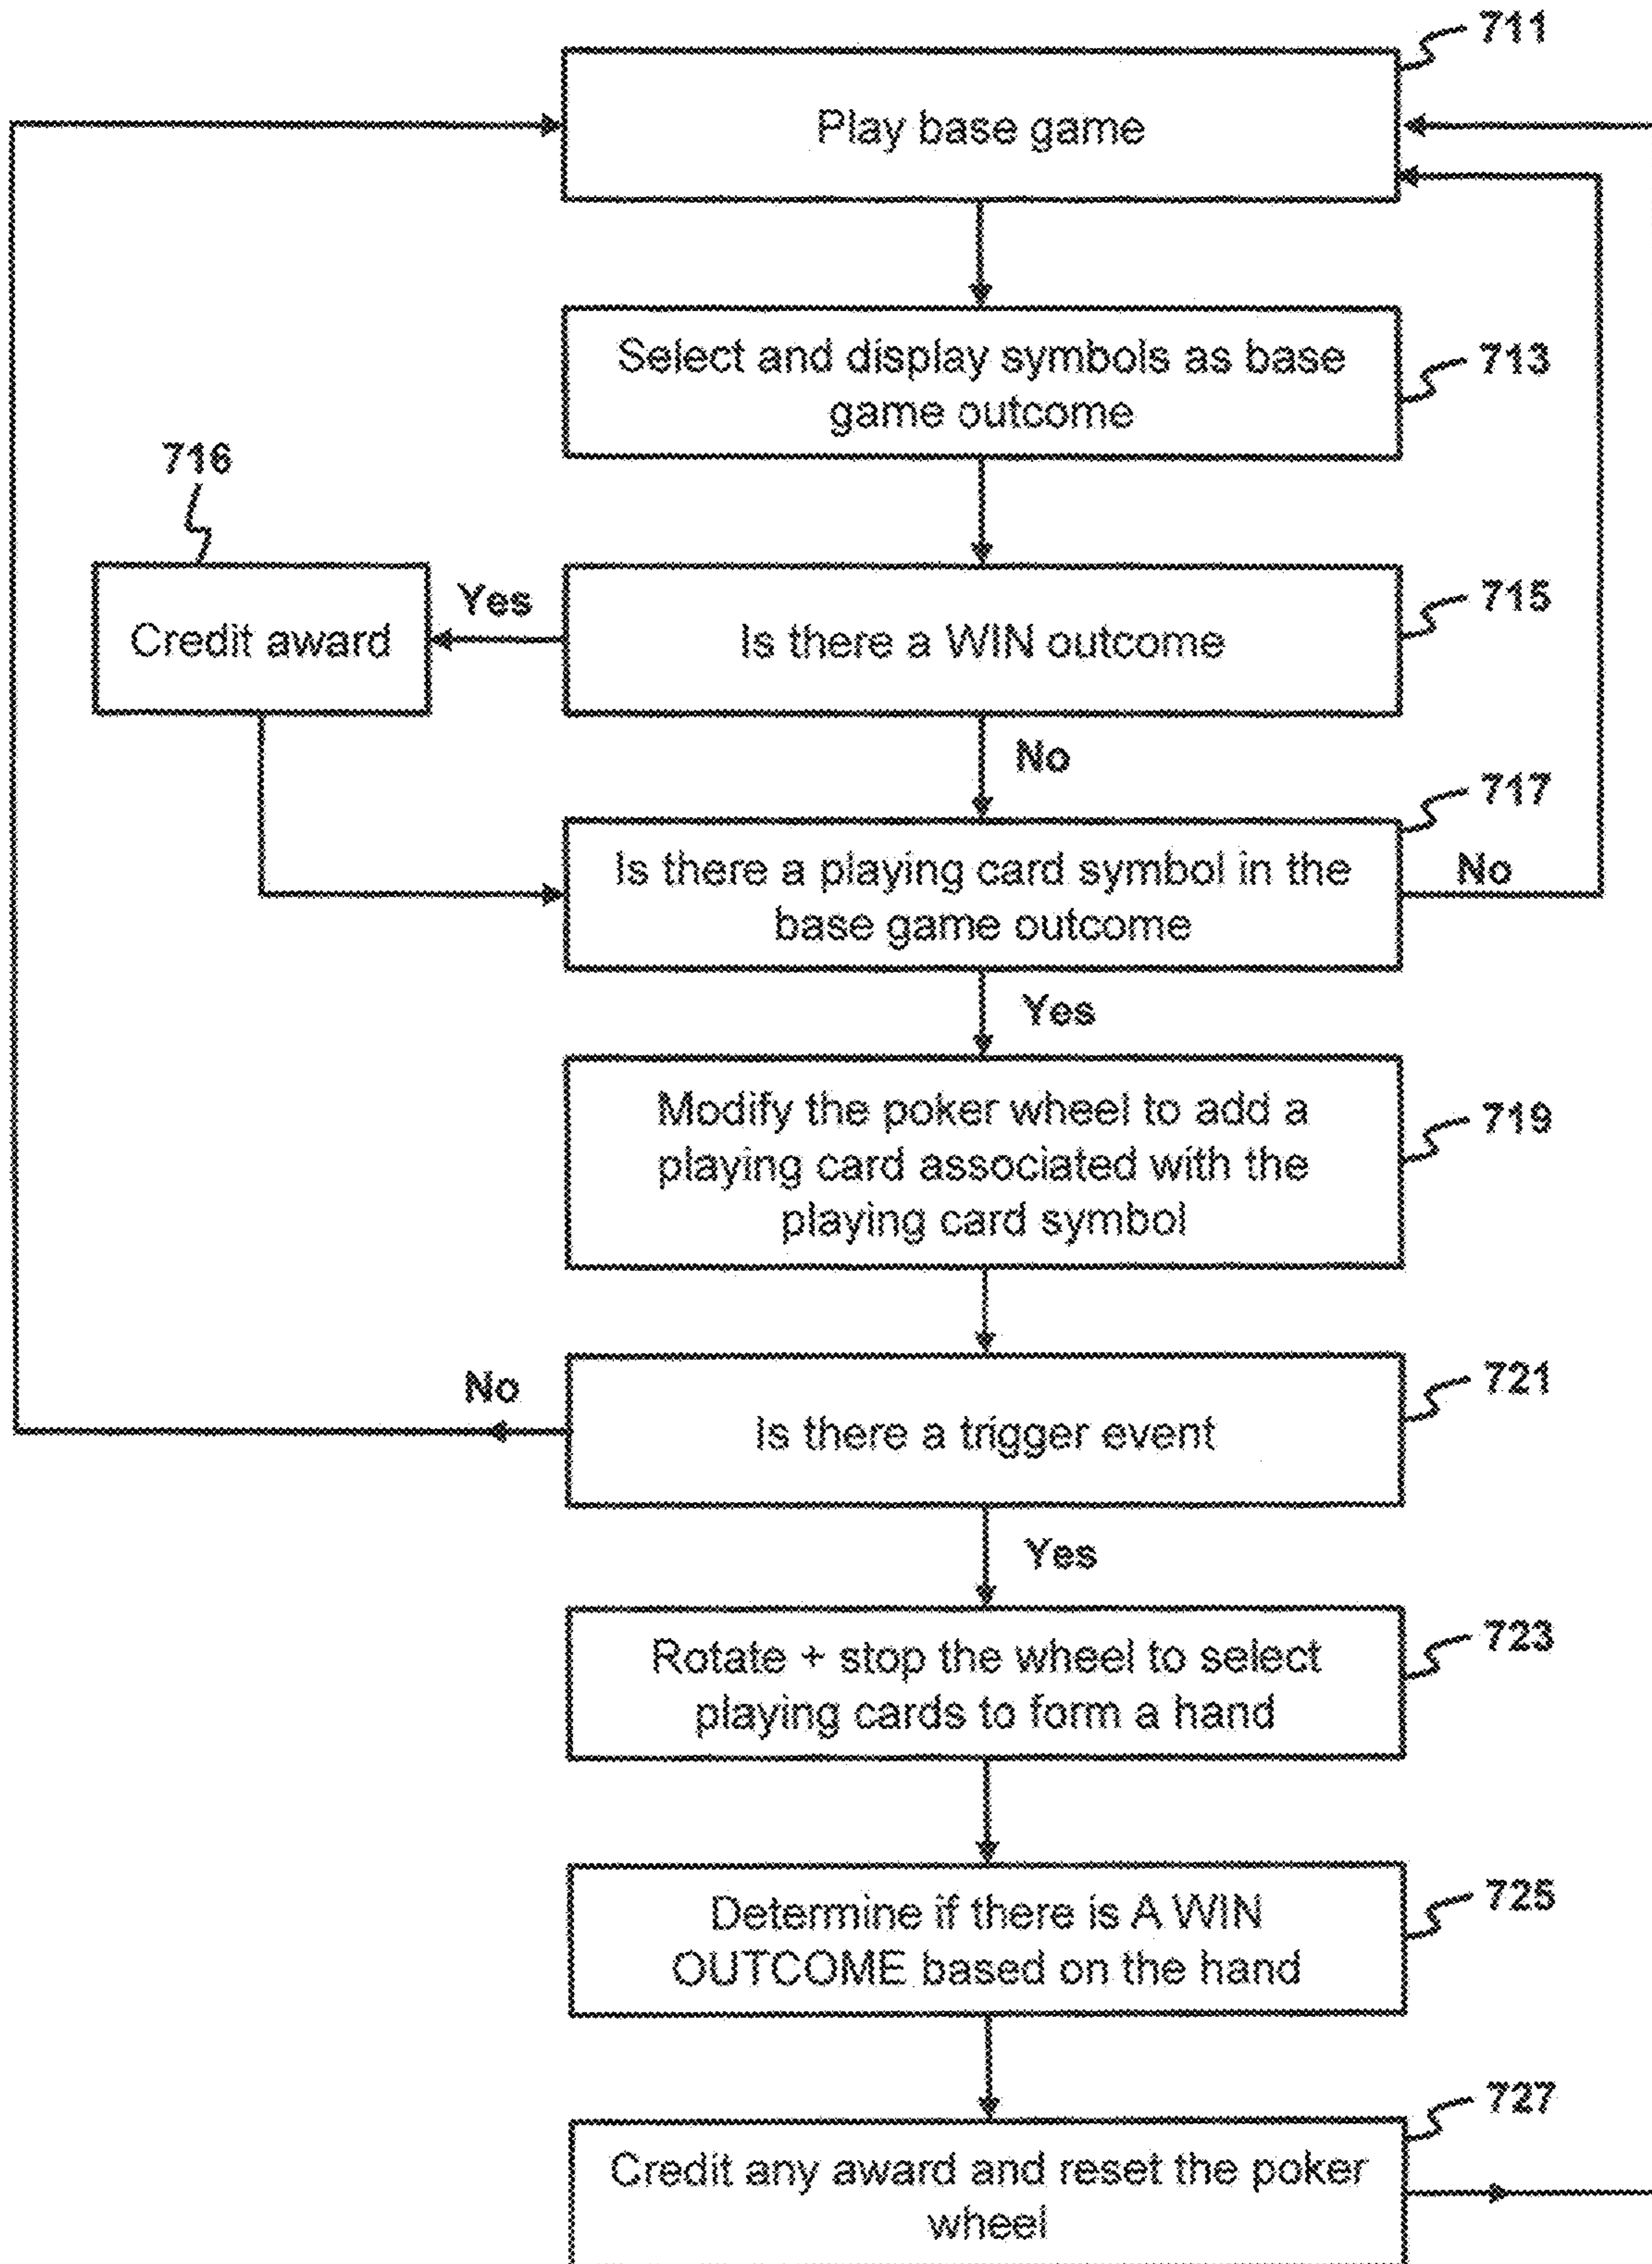 711
Play base game
Select and display symbols as base
game outcome
713
716
Credit award
Yes
Is there a WIN outcome
715
No
717
Is there a playing card symbol in the
base game outcome
No
Yes
Modify the poker wheel to add a
playing card associated with the
playing card symbol
719
No
Is there a trigger event
721
Yes
Rotate + stop the wheel to select
playing cards to form a hand
723
Determine if there is A WIN
OUTCOME based on the hand
725
727
Credit any award and reset the poker
wheel